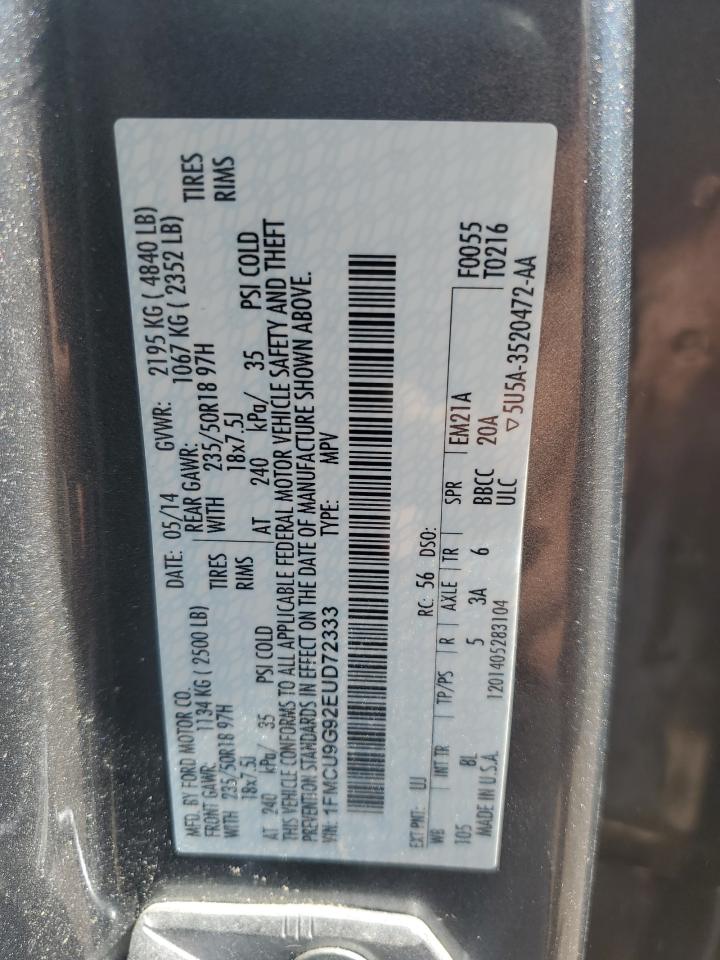 MFD. BY FORD MOTOR CO.
DATE: 05/14 GVWR: 2195 KG ( 4840 LB)
FRONT GAWR: 1134 KG ( 2500 LB) REAR GAWR: 1067 KG ( 2352 LB)
WITH 235/50R18 97H TIRES WITH 235/50R18 97H TIRES
18x7.5J RIMS 18x7.5J RIMS
AT 240 kPa/ 35 PSI COLD AT 240 kPa/ 35 PSI COLD
THIS VEHICLE CONFORMS TO ALL APPLICABLE FEDERAL MOTOR VEHICLE SAFETY AND THEFT
PREVENTION STANDARDS IN EFFECT ON THE DATE OF MANUFACTURE SHOWN ABOVE.
VIN: 1FMCU9G92EUD72333 TYPE: MPV
EXT PNT: UJ RC: 56 DSO: F0055
WB INT TR TP/PS R AXLE TR SPR EM21A T0216
105 8L 5 3A 6 BBCC 20A
MADE IN U.S.A. 1201405283104 ULC ▽5U5A-3520472-AA